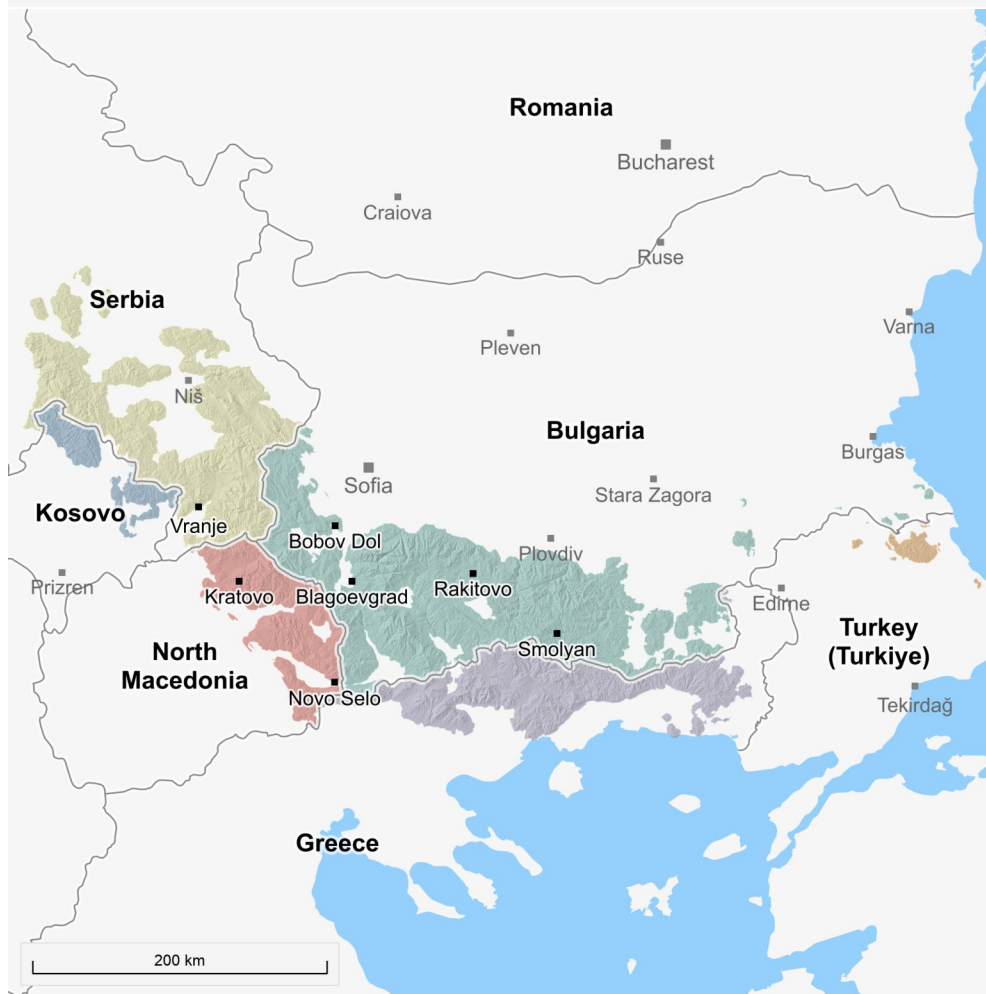 Romania
Bucharest
Craiova
Ruse
Serbia
Varna
Pleven
Niš
Bulgaria
Burgas
Sofia
Stara Zagora
Kosovo
Vranje
Bobov Dol
Plovdiv
Prizren
Kratovo
Blagoevgrad
Rakitovo
Edirne
Turkey
(Turkiye)
North
Macedonia
Smolyan
Novo Selo
Tekirdağ
Greece
200 km